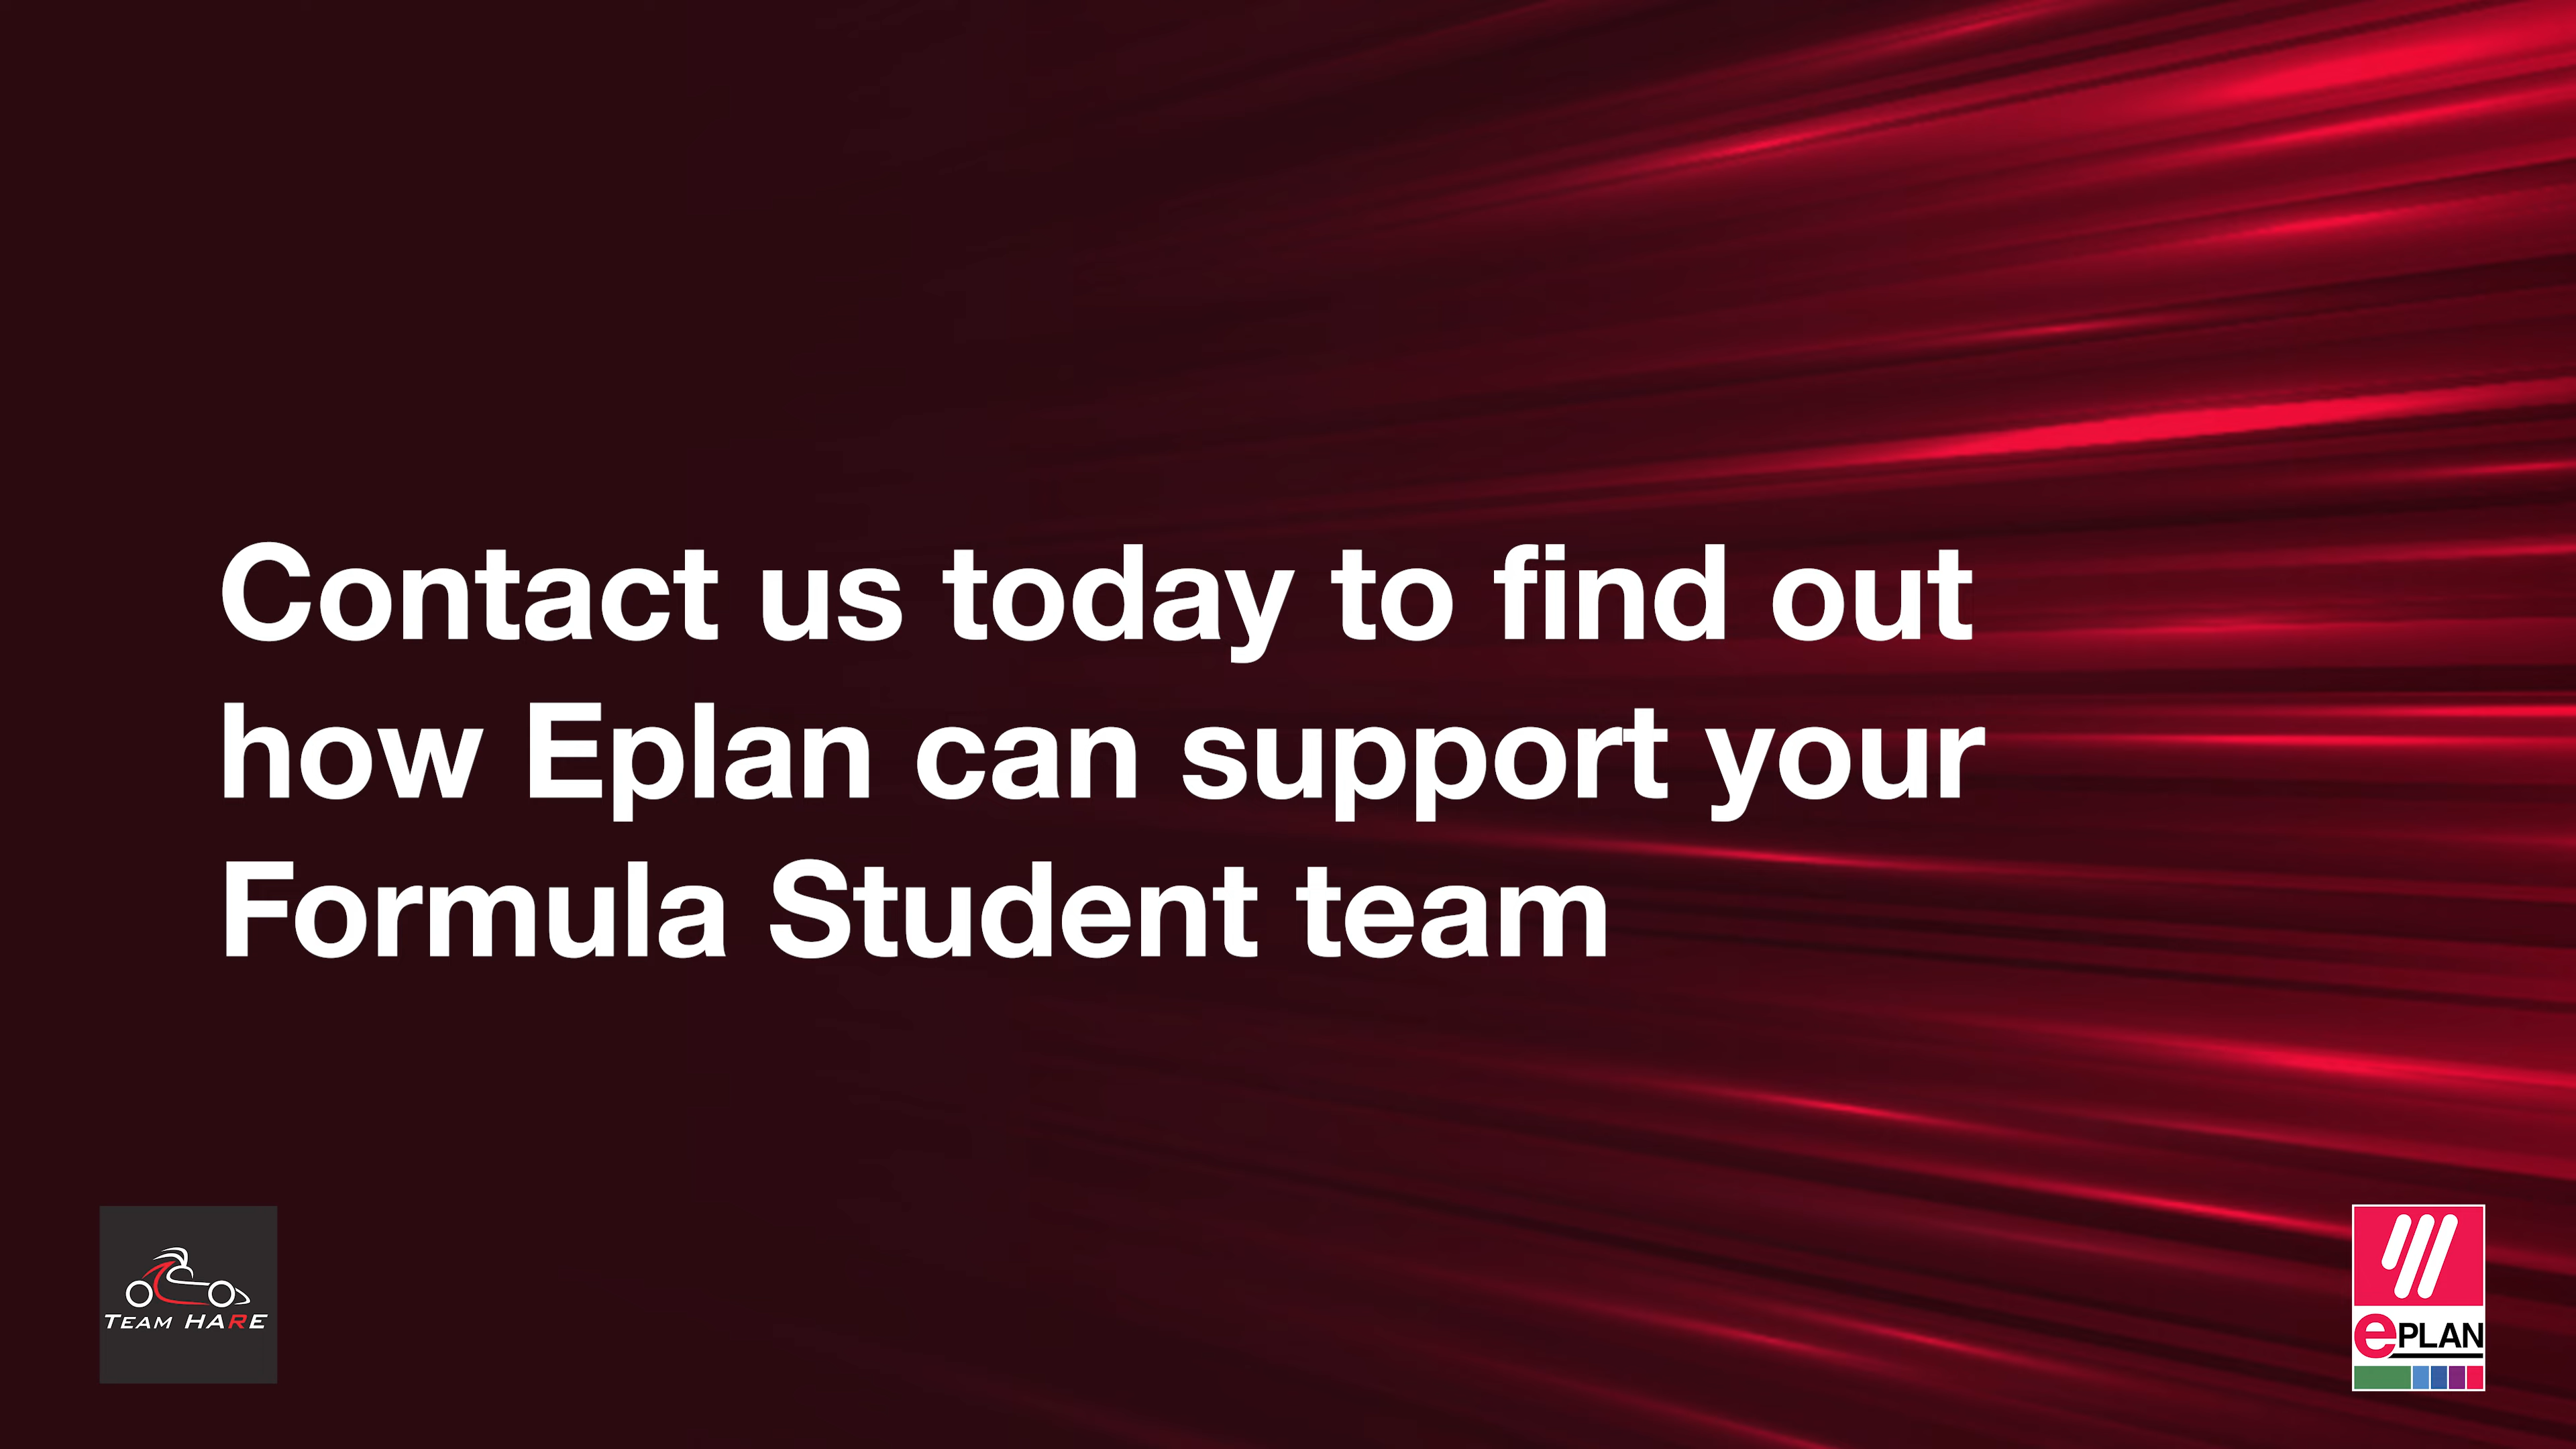 Contact us today to find out
how Eplan can support your
Formula Student team
TEAM HARE
ePLAN